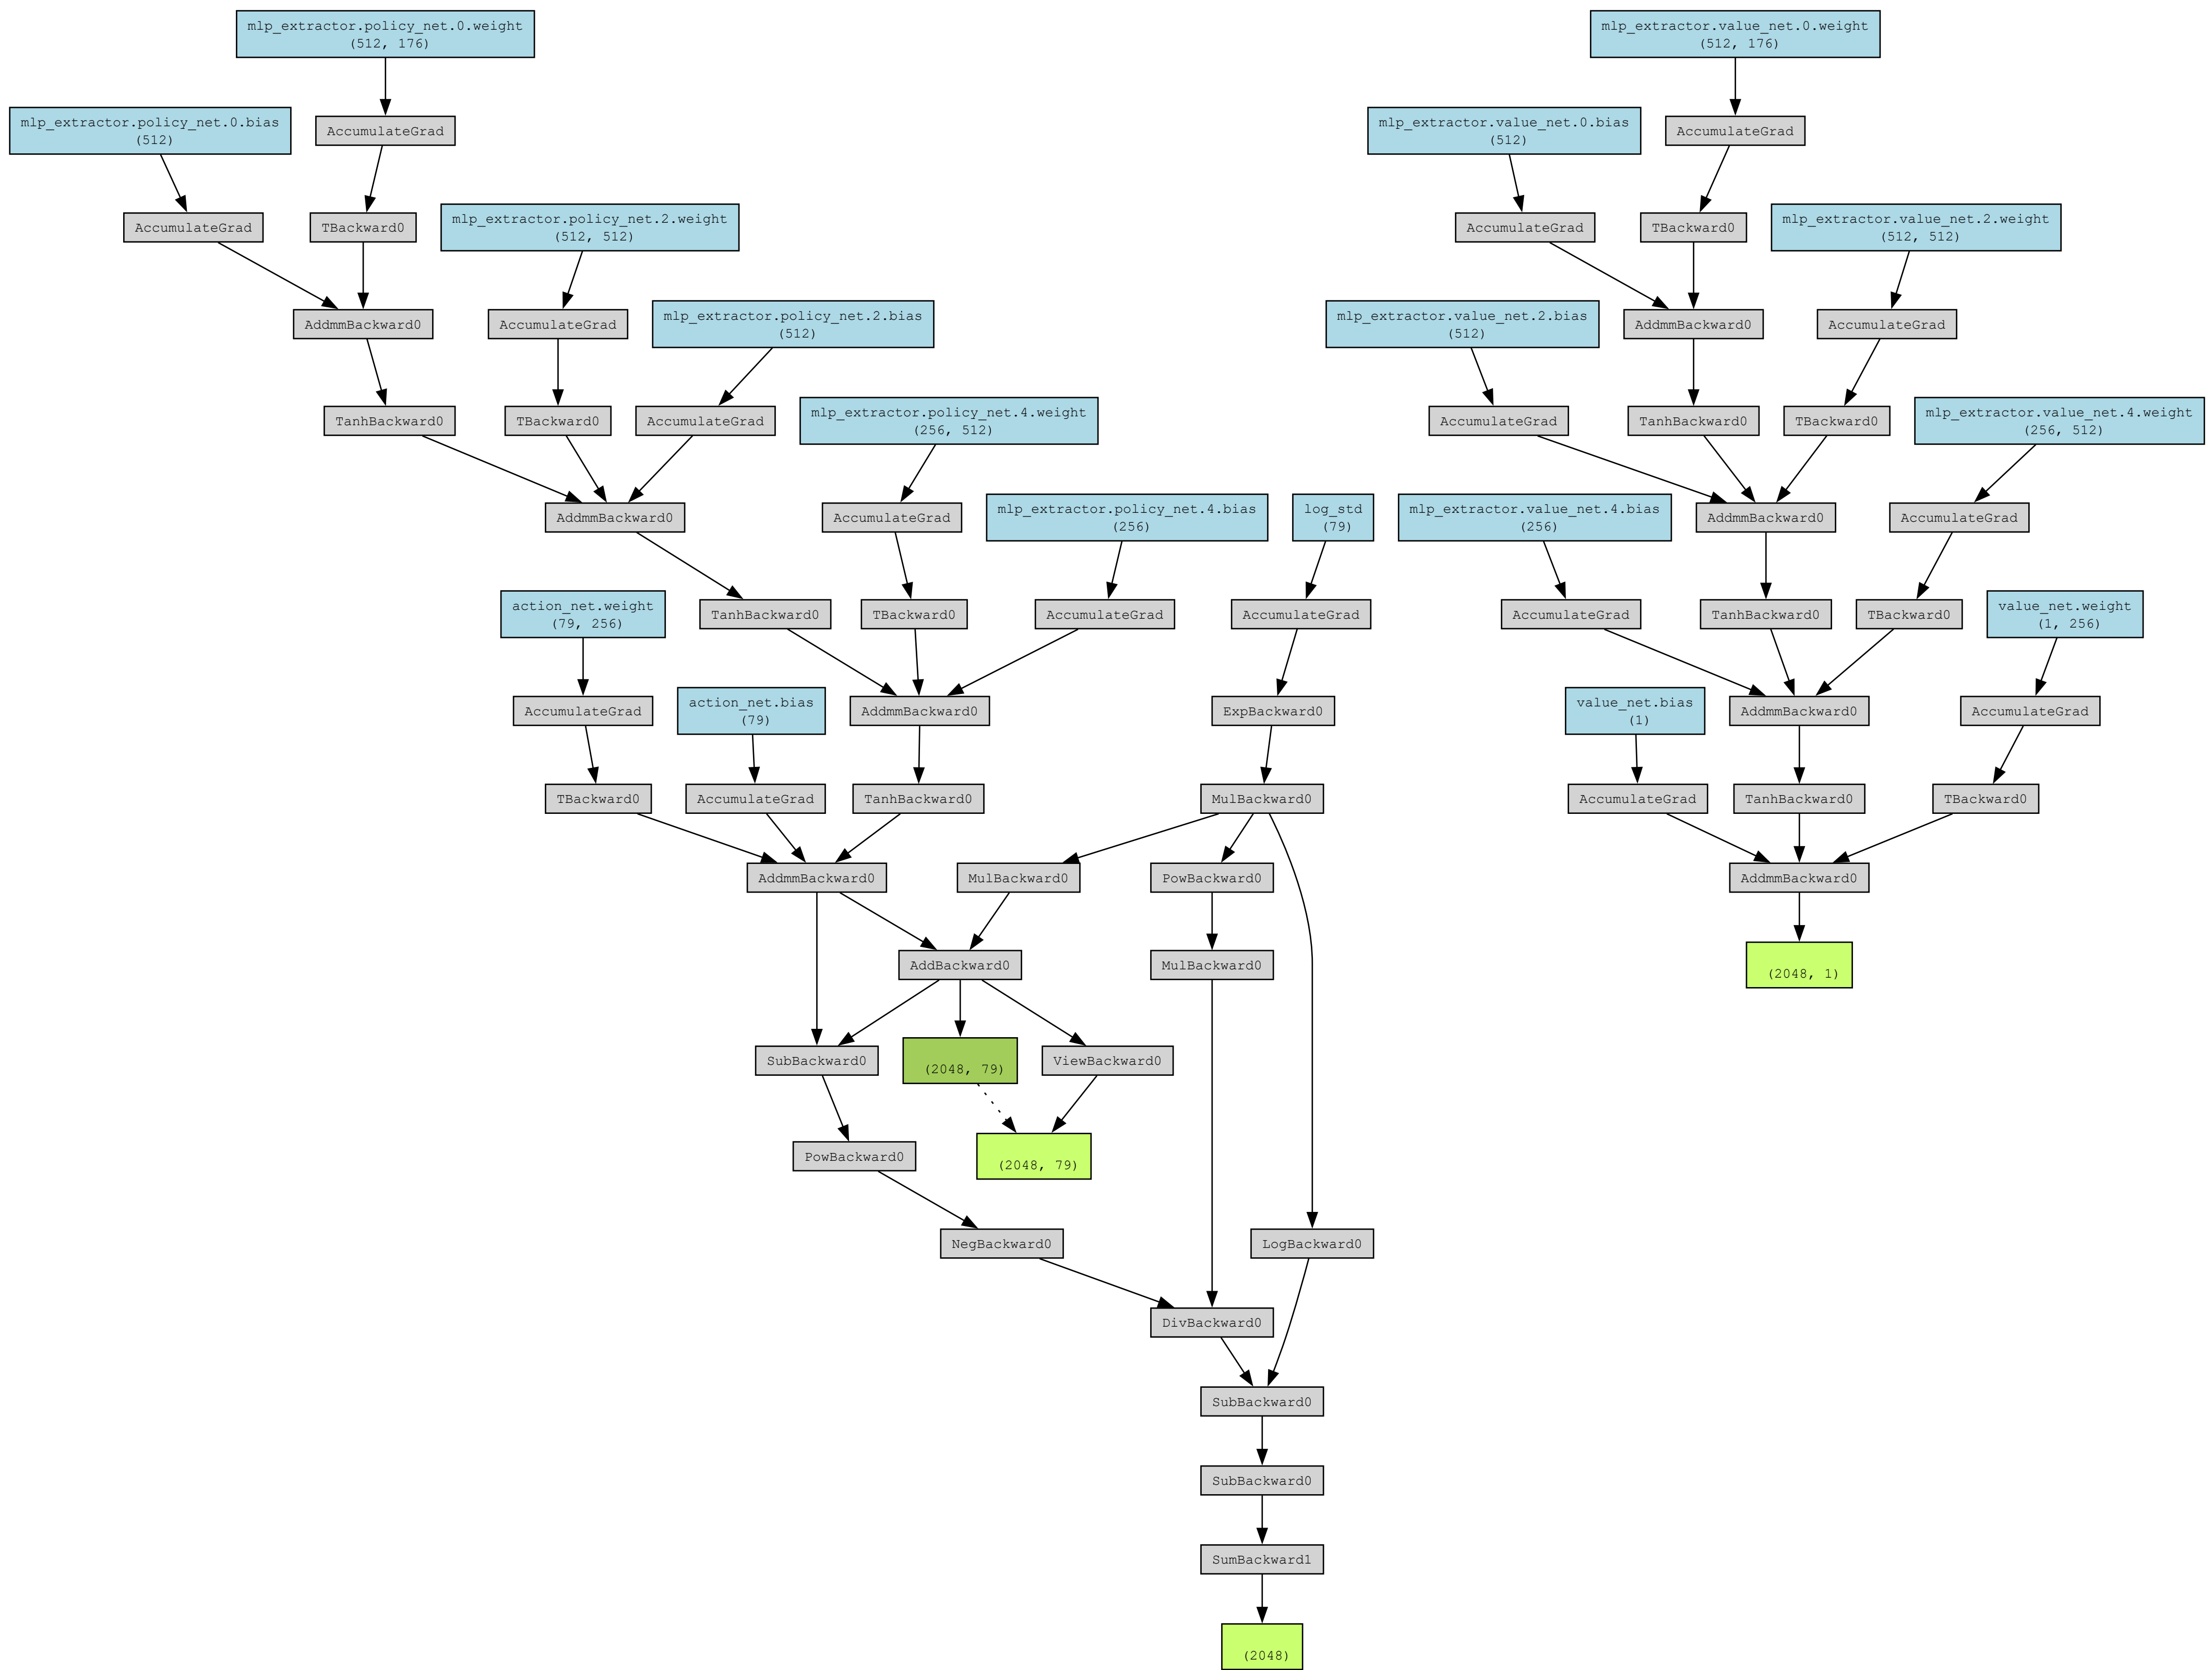 mlp_extractor.policy_net.0.weight
(512, 176)
mlp_extractor.value_net.0.weight
(512, 176)
mlp_extractor.policy_net.0.bias
(512)
AccumulateGrad
mlp_extractor.value_net.0.bias
(512)
AccumulateGrad
AccumulateGrad
TBackward0
mlp_extractor.policy_net.2.weight
(512, 512)
AccumulateGrad
TBackward0
mlp_extractor.value_net.2.weight
(512, 512)
AddmmBackward0
AccumulateGrad
mlp_extractor.policy_net.2.bias
(512)
mlp_extractor.value_net.2.bias
(512)
AddmmBackward0
AccumulateGrad
TanhBackward0
TBackward0
AccumulateGrad
mlp_extractor.policy_net.4.weight
(256, 512)
AccumulateGrad
TanhBackward0
TBackward0
mlp_extractor.value_net.4.weight
(256, 512)
AddmmBackward0
AccumulateGrad
mlp_extractor.policy_net.4.bias
(256)
log_std
(79)
mlp_extractor.value_net.4.bias
(256)
AddmmBackward0
AccumulateGrad
action_net.weight
(79, 256)
TanhBackward0
TBackward0
AccumulateGrad
AccumulateGrad
AccumulateGrad
TanhBackward0
TBackward0
value_net.weight
(1, 256)
AccumulateGrad
action_net.bias
(79)
AddmmBackward0
ExpBackward0
value_net.bias
(1)
AddmmBackward0
AccumulateGrad
TBackward0
AccumulateGrad
TanhBackward0
MulBackward0
AccumulateGrad
TanhBackward0
TBackward0
AddmmBackward0
MulBackward0
PowBackward0
AddmmBackward0
AddBackward0
MulBackward0
(2048, 1)
SubBackward0
(2048, 79)
ViewBackward0
PowBackward0
(2048, 79)
NegBackward0
LogBackward0
DivBackward0
SubBackward0
SubBackward0
SumBackward1
(2048)